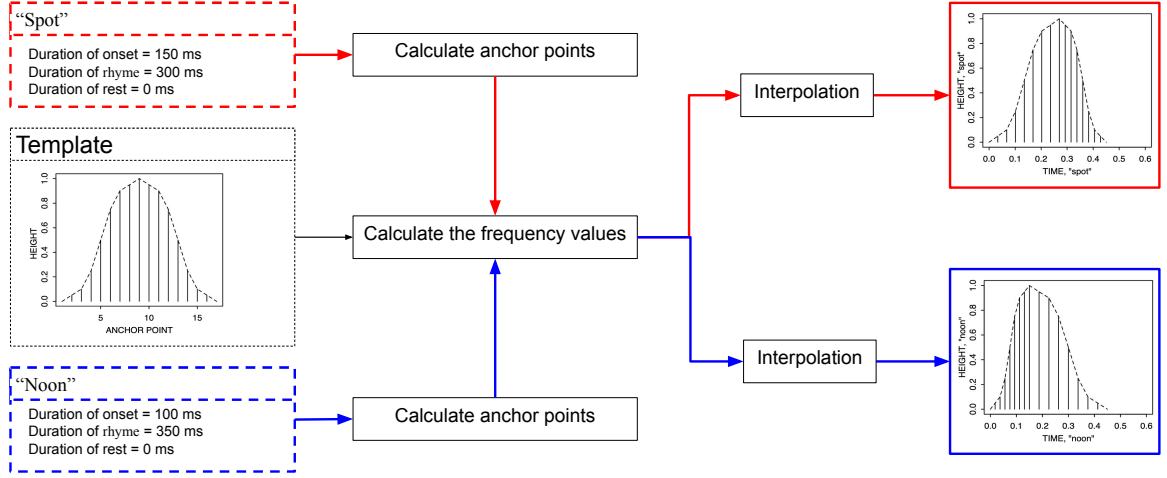 “Spot”
Duration of onset = 150 ms
Duration of rhyme = 300 ms
Duration of rest = 0 ms
Calculate anchor points
Interpolation
HEIGHT, "spot"
0.0 0.2 0.4 0.6 0.8 1.0
0.0 0.1 0.2 0.3 0.4 0.5 0.6
TIME, "spot"
Template
HEIGHT
0.0 0.2 0.4 0.6 0.8 1.0
5 10 15
ANCHOR POINT
Calculate the frequency values
“Noon”
Duration of onset = 100 ms
Duration of rhyme = 350 ms
Duration of rest = 0 ms
Calculate anchor points
Interpolation
HEIGHT, "noon"
0.0 0.2 0.4 0.6 0.8 1.0
0.0 0.1 0.2 0.3 0.4 0.5 0.6
TIME, "noon"